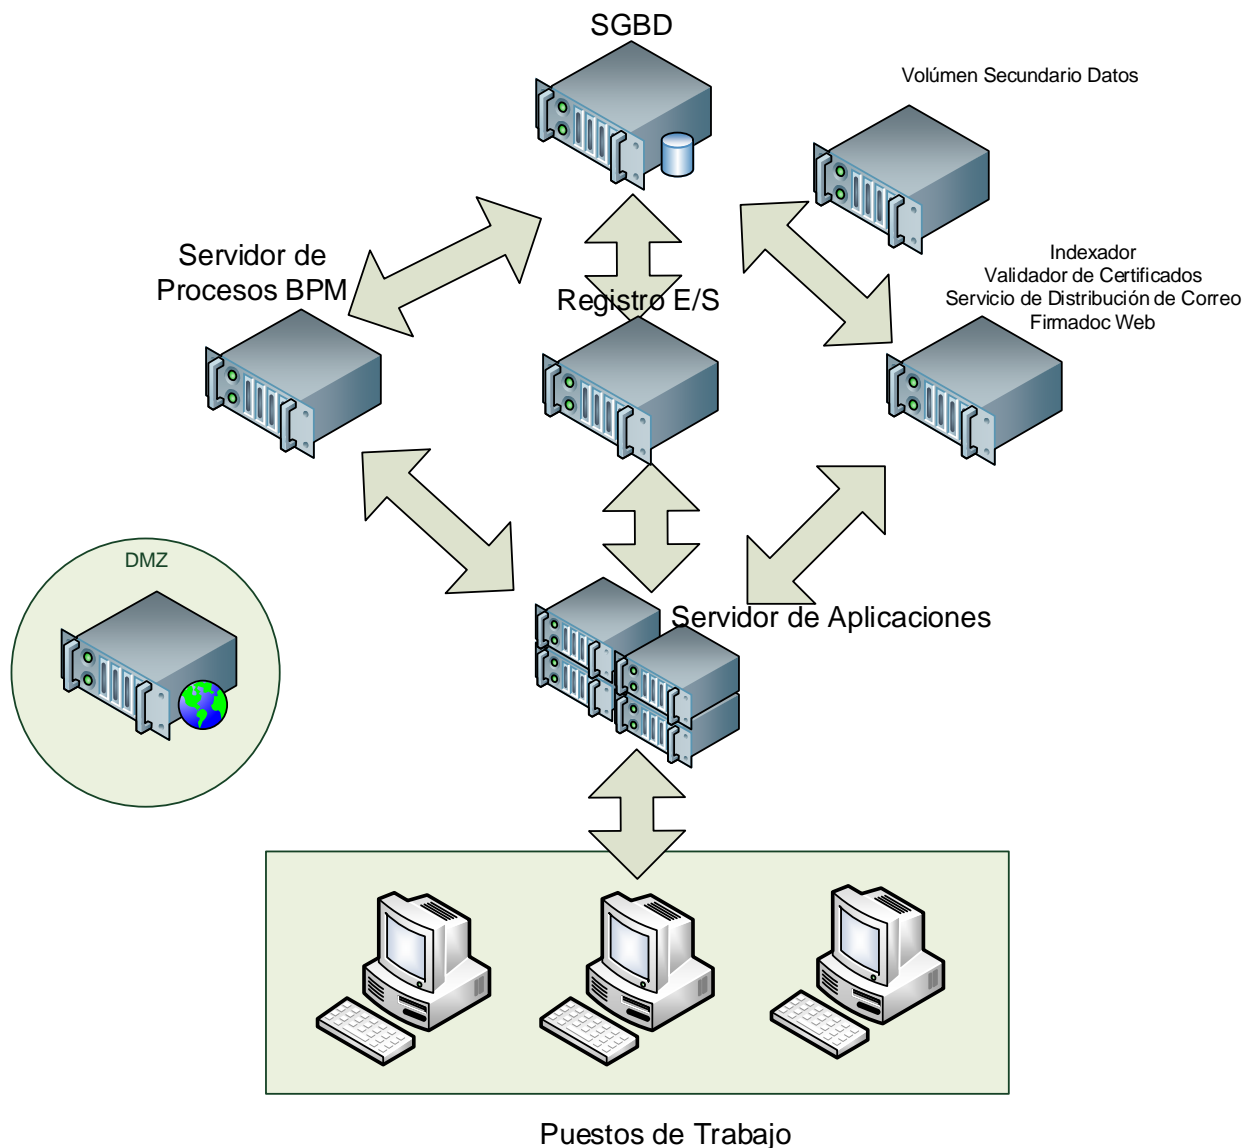 SGBD
Volúmen Secundario Datos
Servidor de
Procesos BPM
Registro E/S
Indexador
Validador de Certificados
Servicio de Distribución de Correo
Firmadoc Web
DMZ
Servidor de Aplicaciones
Puestos de Trabajo